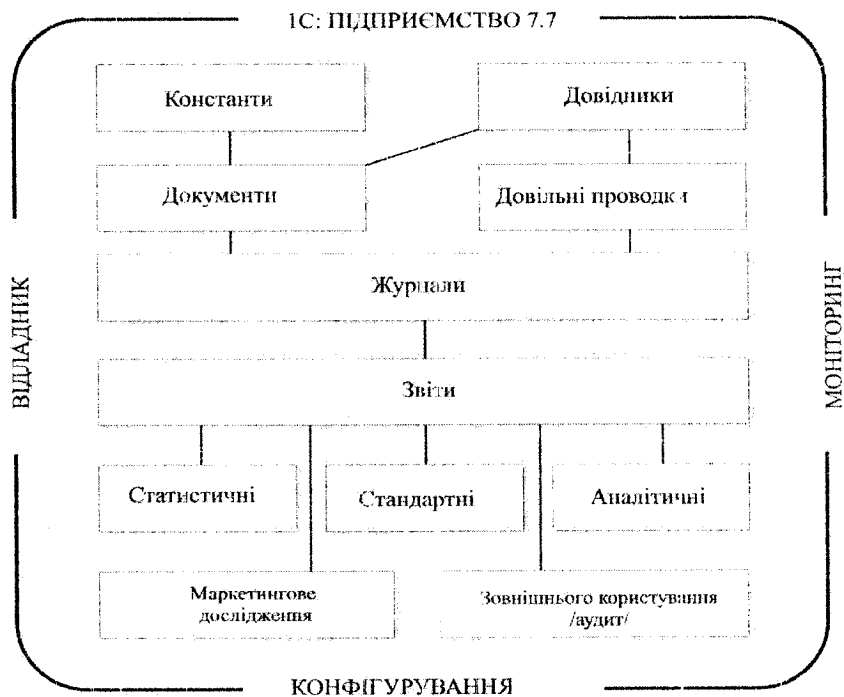 1С: ПІДПРИЄМСТВО 7.7
Константи
Довідники
Документи
Довільні проводки
Журнали
Звіти
Статистичні
Стандартні
Аналітичні
Маркетингове
дослідження
Зовнішнього користування
/аудит/
ВІДЛАДНИК
МОНІТОРИНГ
КОНФІГУРУВАННЯ